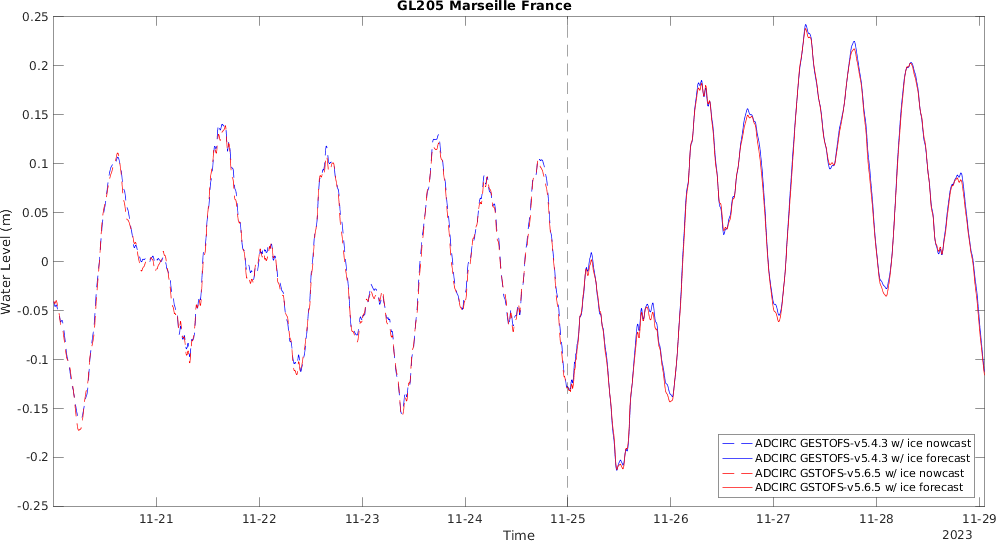 GL205 Marseille France
0.25
0.2
0.15
0.1
0.05
0
-0.05
-0.1
-0.15
-0.2
-0.25
Water Level (m)
ADCIRC GESTOFS-v5.4.3 w/ ice nowcast
ADCIRC GESTOFS-v5.4.3 w/ ice forecast
ADCIRC GSTOFS-v5.6.5 w/ ice nowcast
ADCIRC GSTOFS-v5.6.5 w/ ice forecast
11-21 11-22 11-23 11-24 11-25 11-26 11-27 11-28 11-29
Time
2023